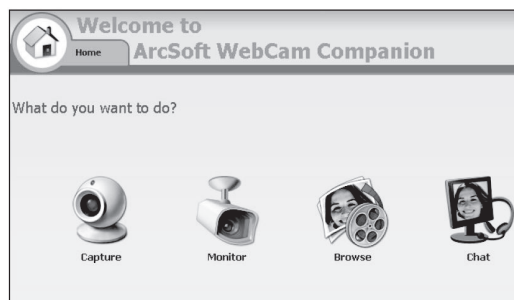 Welcome to
Home
ArcSoft WebCam Companion
What do you want to do?
Capture
Monitor
Browse
Chat